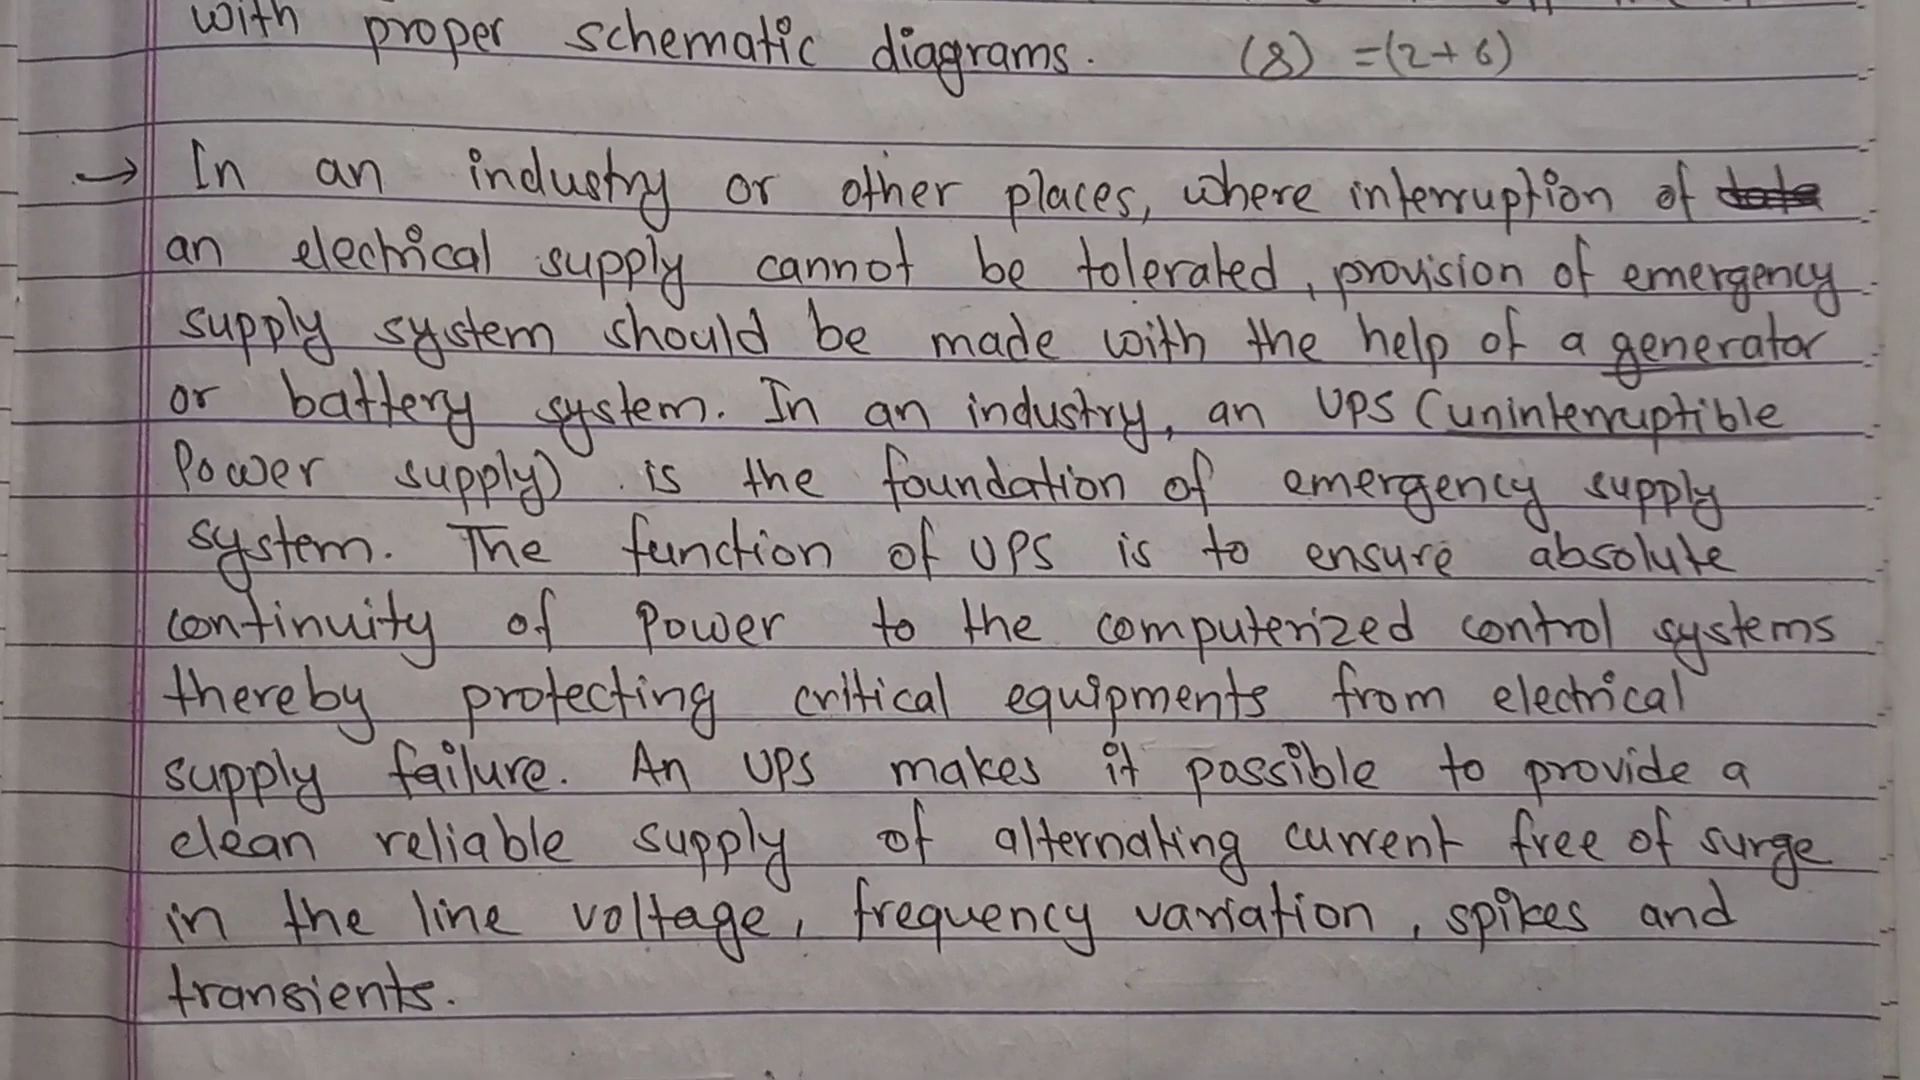 with proper schematic diagrams. (8) =(2+6)
→ In an industry or other places, where interruption of
an electrical supply cannot be tolerated, provision of emergency
supply system should be made with the help of a generator
or battery system. In an industry, an UPS (uninterruptible
Power supply) is the foundation of emergency supply
system. The function of UPS is to ensure absolute
continuity of Power to the computerized control systems
thereby protecting critical equipments from electrical
supply failure. An UPS makes it possible to provide a
clean reliable supply of alternating current free of surge
in the line voltage, frequency variation, spikes and
transients.